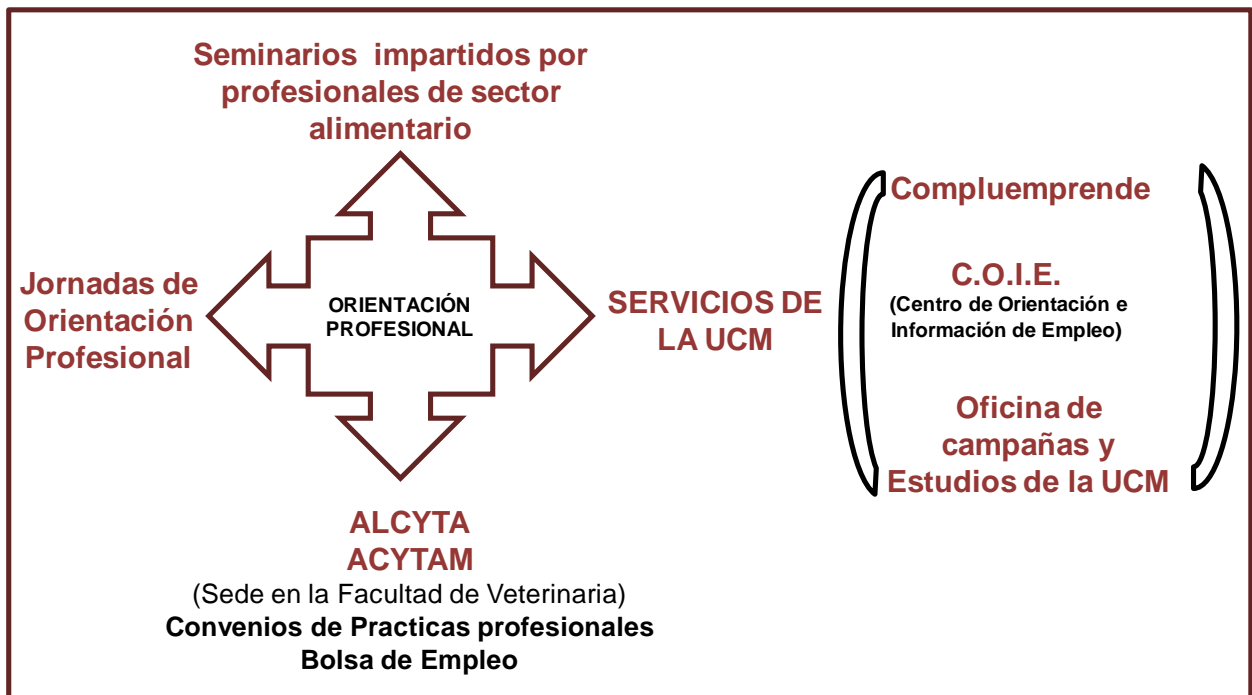 Seminarios impartidos por
profesionales de sector
alimentario
Jornadas de
Orientación
Profesional
ORIENTACIÓN
PROFESIONAL
SERVICIOS DE
LA UCM
Compluemprende
C.O.I.E.
(Centro de Orientación e
Información de Empleo)
Oficina de
campañas y
Estudios de la UCM
ALCYTA
ACYTAM
(Sede en la Facultad de Veterinaria)
Convenios de Practicas profesionales
Bolsa de Empleo